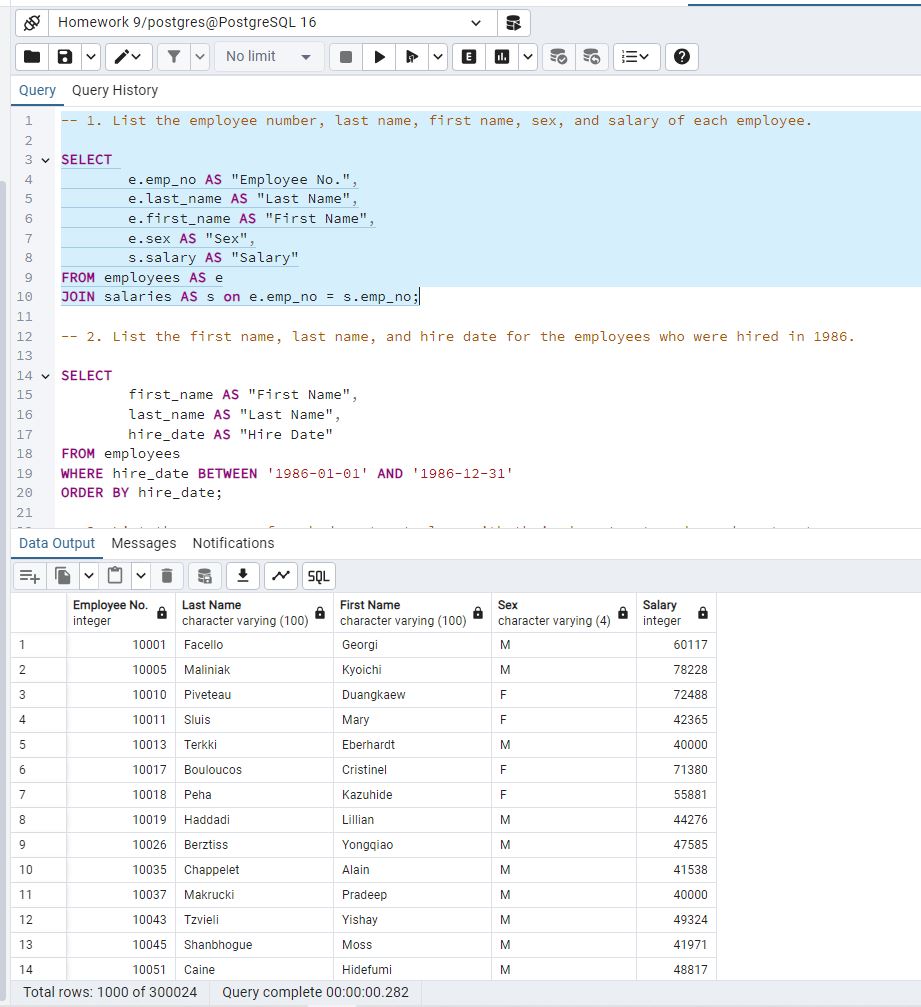 Homework 9/postgres@PostgreSQL 16
No limit
E
Query Query History
1 -- 1. List the employee number, last name, first name, sex, and salary of each employee.
2
3 SELECT
4 e.emp_no AS "Employee No.",
5 e.last_name AS "Last Name",
6 e.first_name AS "First Name",
7 e.sex AS "Sex",
8 s.salary AS "Salary"
9 FROM employees AS e
10 JOIN salaries AS s on e.emp_no = s.emp_no;
11
12 -- 2. List the first name, last name, and hire date for the employees who were hired in 1986.
13
14 SELECT
15 first_name AS "First Name",
16 last_name AS "Last Name",
17 hire_date AS "Hire Date"
18 FROM employees
19 WHERE hire_date BETWEEN '1986-01-01' AND '1986-12-31'
20 ORDER BY hire_date;
21
Data Output Messages Notifications
SQL
Employee No. Last Name First Name Sex Salary
integer character varying (100) character varying (100) character varying (4) integer
1 10001 Facello Georgi M 60117
2 10005 Maliniak Kyoichi M 78228
3 10010 Piveteau Duangkaew F 72488
4 10011 Sluis Mary F 42365
5 10013 Terkki Eberhardt M 40000
6 10017 Bouloucos Cristinel F 71380
7 10018 Peha Kazuhide F 55881
8 10019 Haddadi Lillian M 44276
9 10026 Berztiss Yongqiao M 47585
10 10035 Chappelet Alain M 41538
11 10037 Makrucki Pradeep M 40000
12 10043 Tzvieli Yishay M 49324
13 10045 Shanbhogue Moss M 41971
14 10051 Caine Hidefumi M 48817
Total rows: 1000 of 300024 Query complete 00:00:00.282